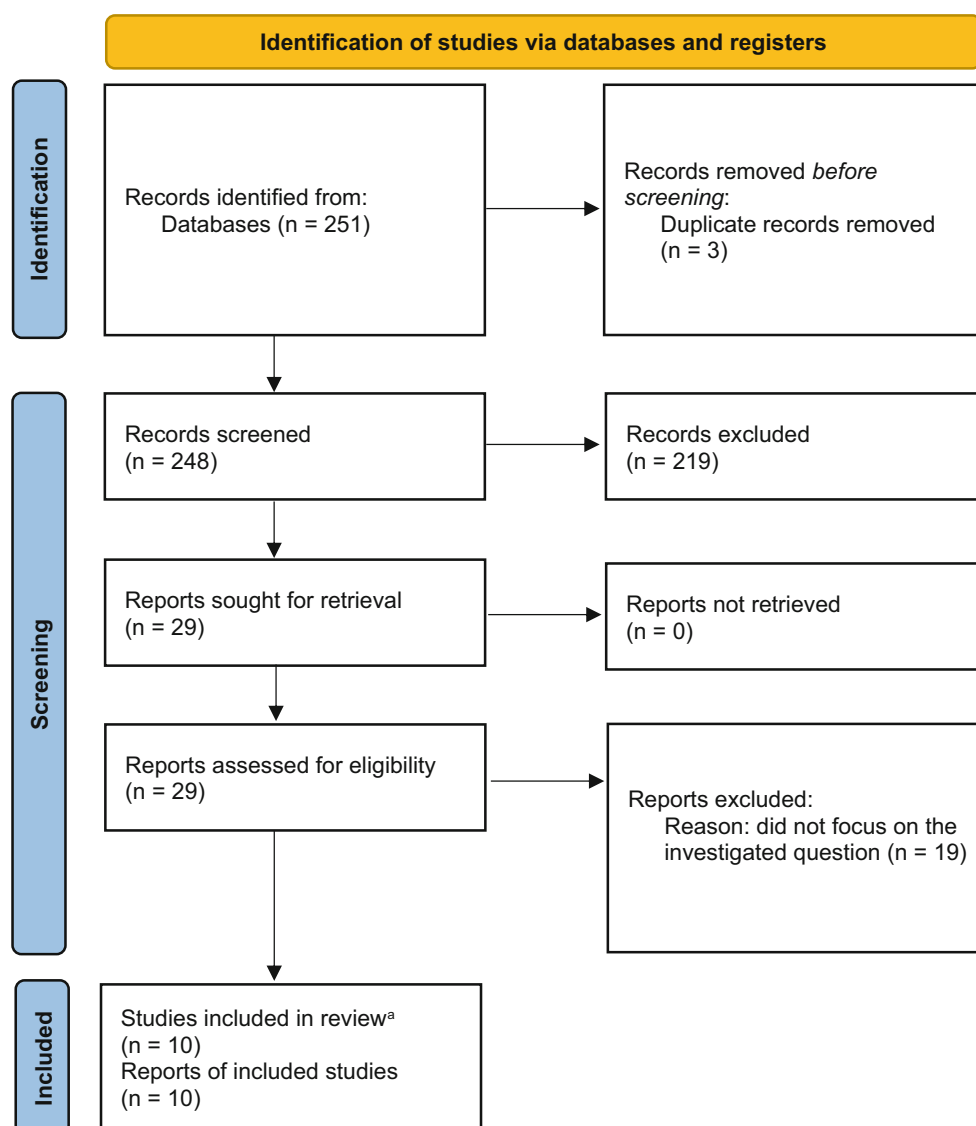 Identification of studies via databases and registers
Identification
Records identified from:
Databases (n = 251)
Records removed before
screening:
Duplicate records removed
(n = 3)
Screening
Records screened
(n = 248)
Records excluded
(n = 219)
Reports sought for retrieval
(n = 29)
Reports not retrieved
(n = 0)
Reports assessed for eligibility
(n = 29)
Reports excluded:
Reason: did not focus on the
investigated question (n = 19)
Included
Studies included in reviewᵃ
(n = 10)
Reports of included studies
(n = 10)